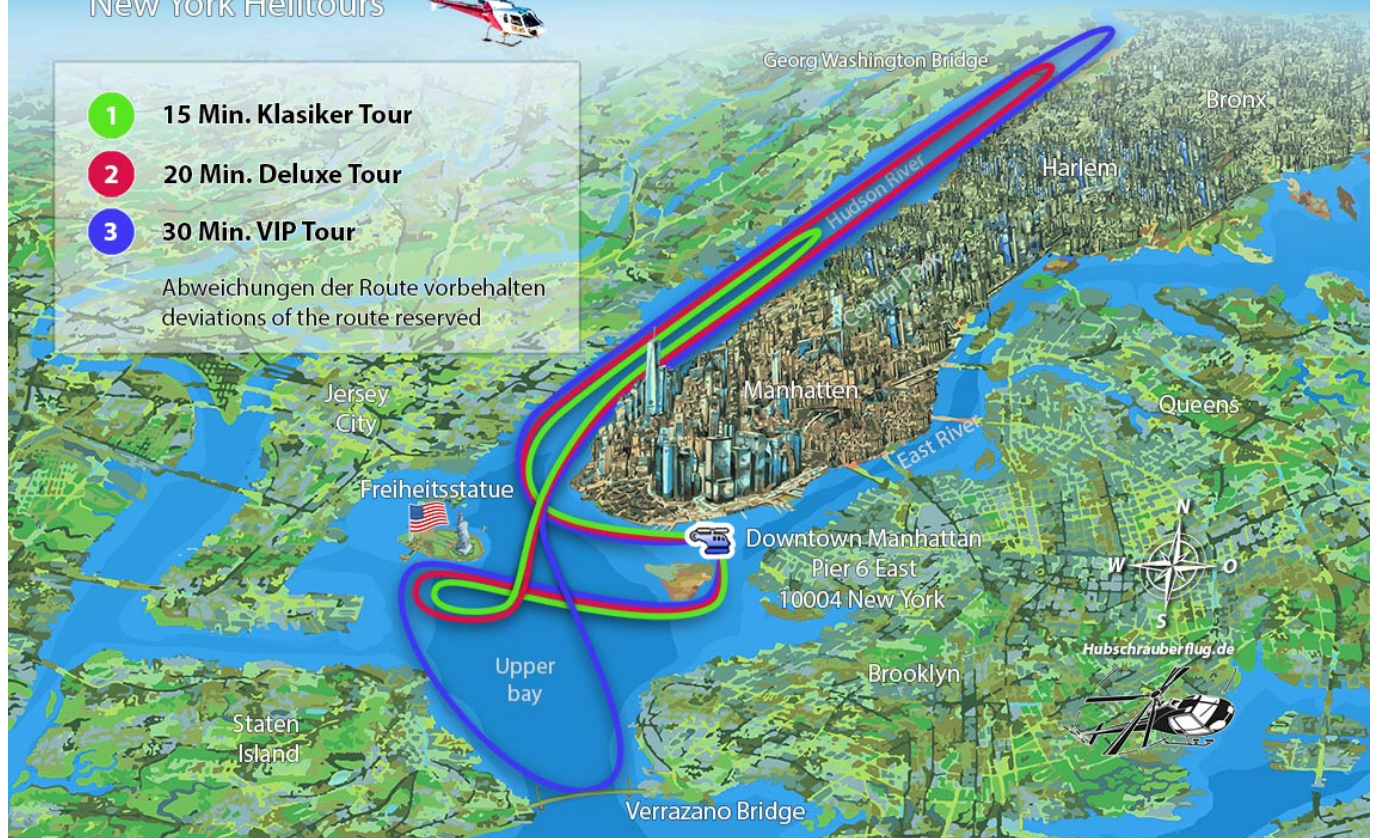 New York Helitours
1 15 Min. Klasiker Tour
2 20 Min. Deluxe Tour
3 30 Min. VIP Tour
Abweichungen der Route vorbehalten
deviations of the route reserved
Georg Washington Bridge
Bronx
Harlem
Hudson River
Central Park
Manhatten
Jersey
City
Queens
East River
Freiheitsstatue
Downtown Manhattan
Pier 6 East
10004 New York
N
W
O
S
Hubschrauberflug.de
Upper
bay
Brooklyn
Staten
Island
Verrazano Bridge